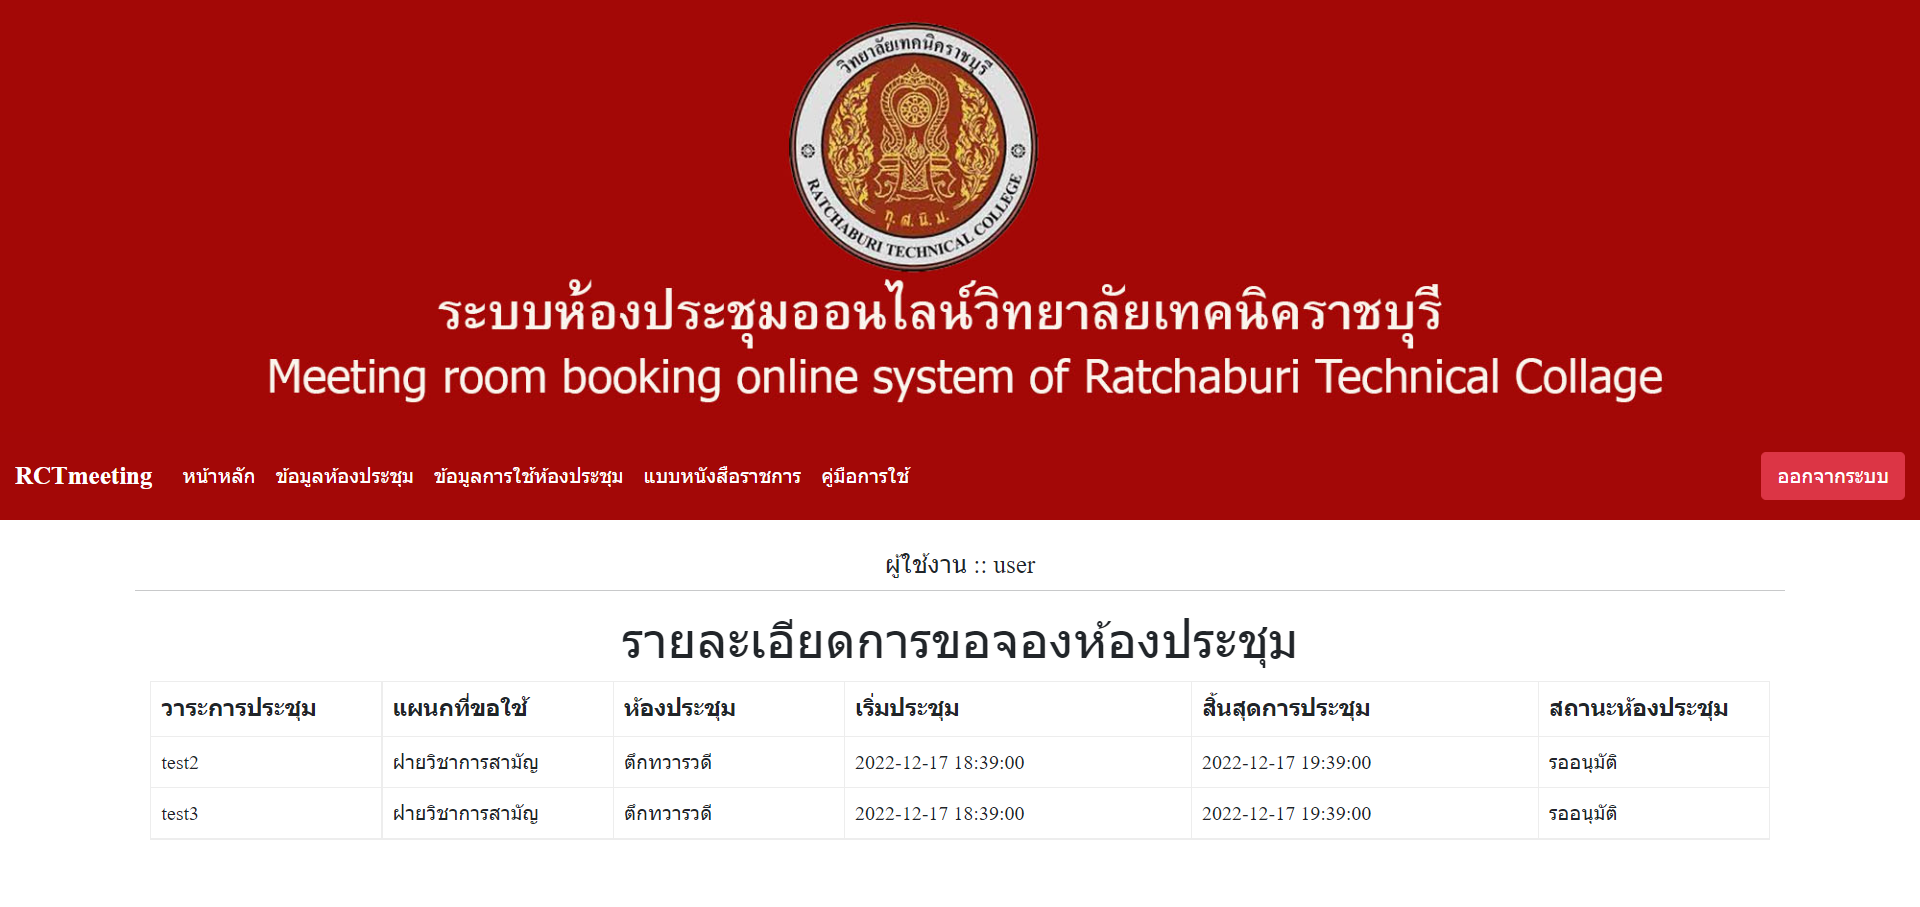 วิทยาลัยเทคนิคราชบุรี
RATCHABURI TECHNICAL COLLEGE
ทุ. ส. นิ. ม.
ระบบห้องประชุมออนไลน์วิทยาลัยเทคนิคราชบุรี
Meeting room booking online system of Ratchaburi Technical Collage
RCTmeeting หน้าหลัก ข้อมูลห้องประชุม ข้อมูลการใช้ห้องประชุม แบบหนังสือราชการ คู่มือการใช้ ออกจากระบบ
ผู้ใช้งาน :: user
รายละเอียดการขอจองห้องประชุม
วาระการประชุม แผนกที่ขอใช้ ห้องประชุม เริ่มประชุม สิ้นสุดการประชุม สถานะห้องประชุม
test2 ฝ่ายวิชาการสามัญ ตึกทวารวดี 2022-12-17 18:39:00 2022-12-17 19:39:00 รออนุมัติ
test3 ฝ่ายวิชาการสามัญ ตึกทวารวดี 2022-12-17 18:39:00 2022-12-17 19:39:00 รออนุมัติ